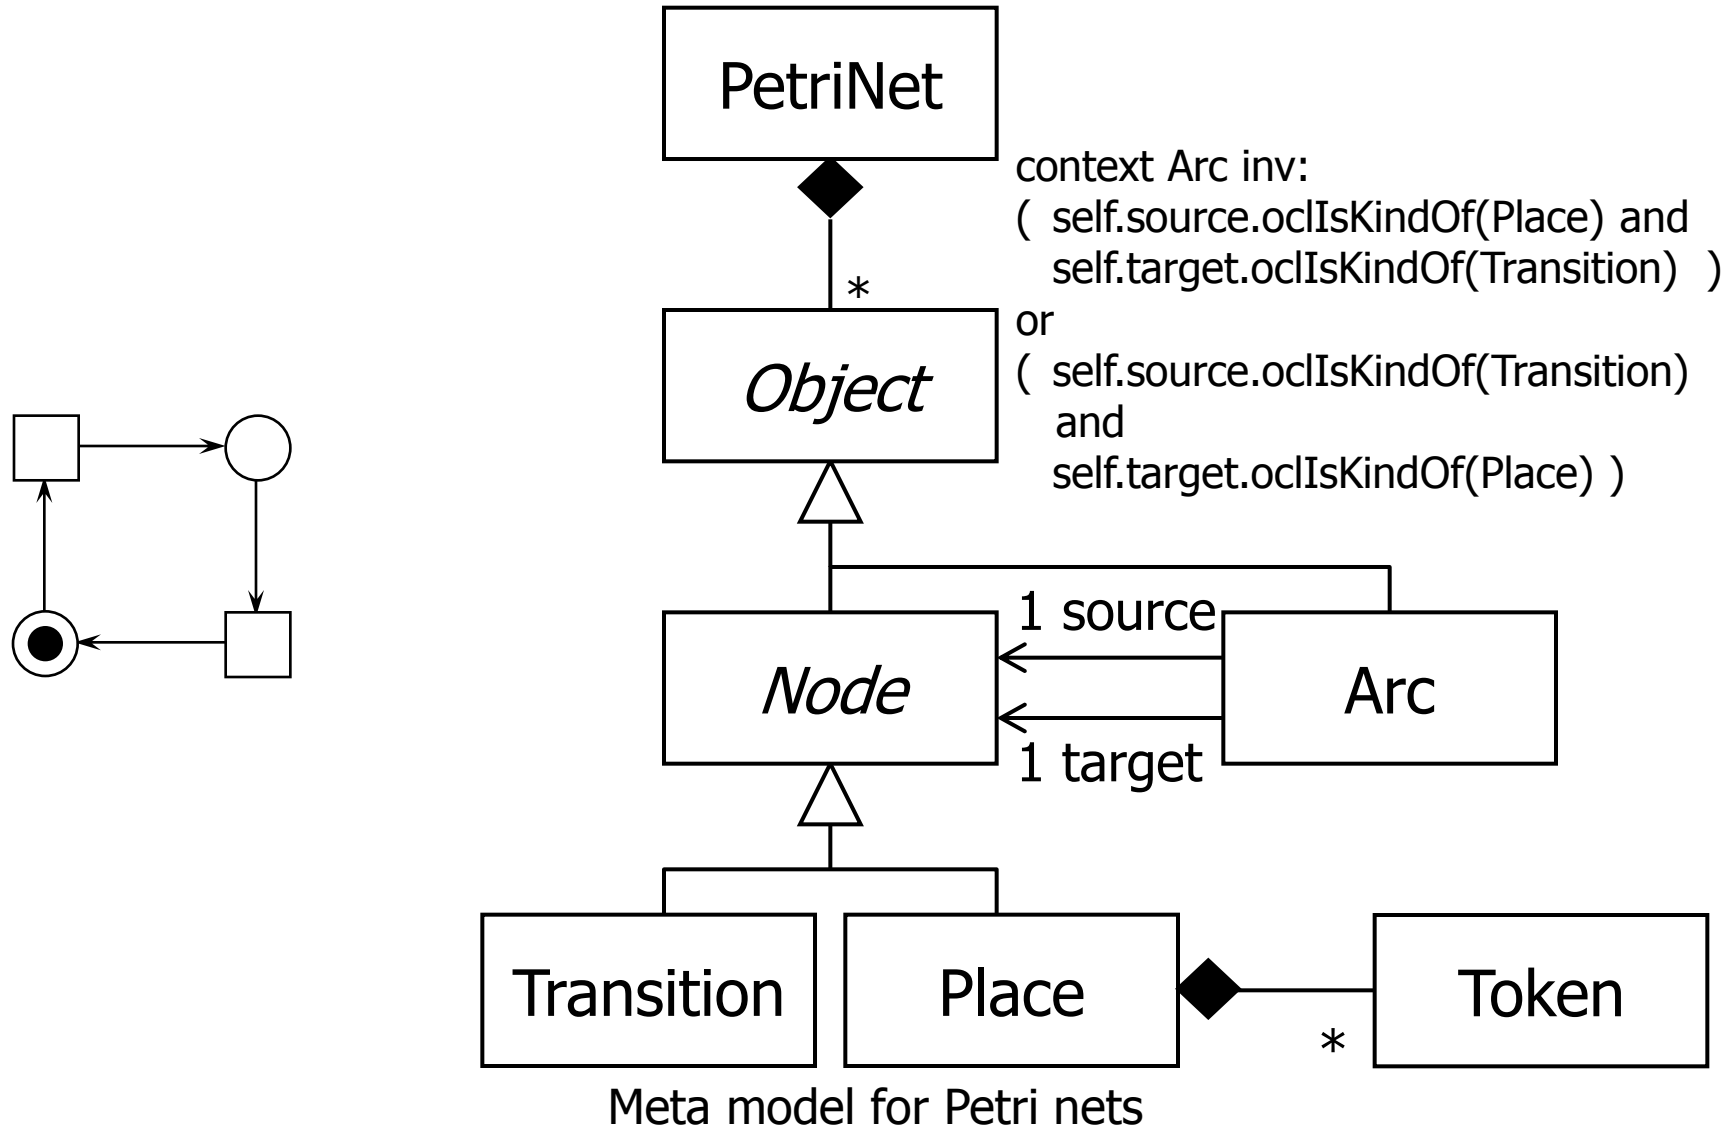 PetriNet
context Arc inv:
( self.source.oclIsKindOf(Place) and
self.target.oclIsKindOf(Transition) )
or
( self.source.oclIsKindOf(Transition)
and
self.target.oclIsKindOf(Place) )
*
Object
1 source
Node
Arc
1 target
Transition
Place
Token
*
Meta model for Petri nets